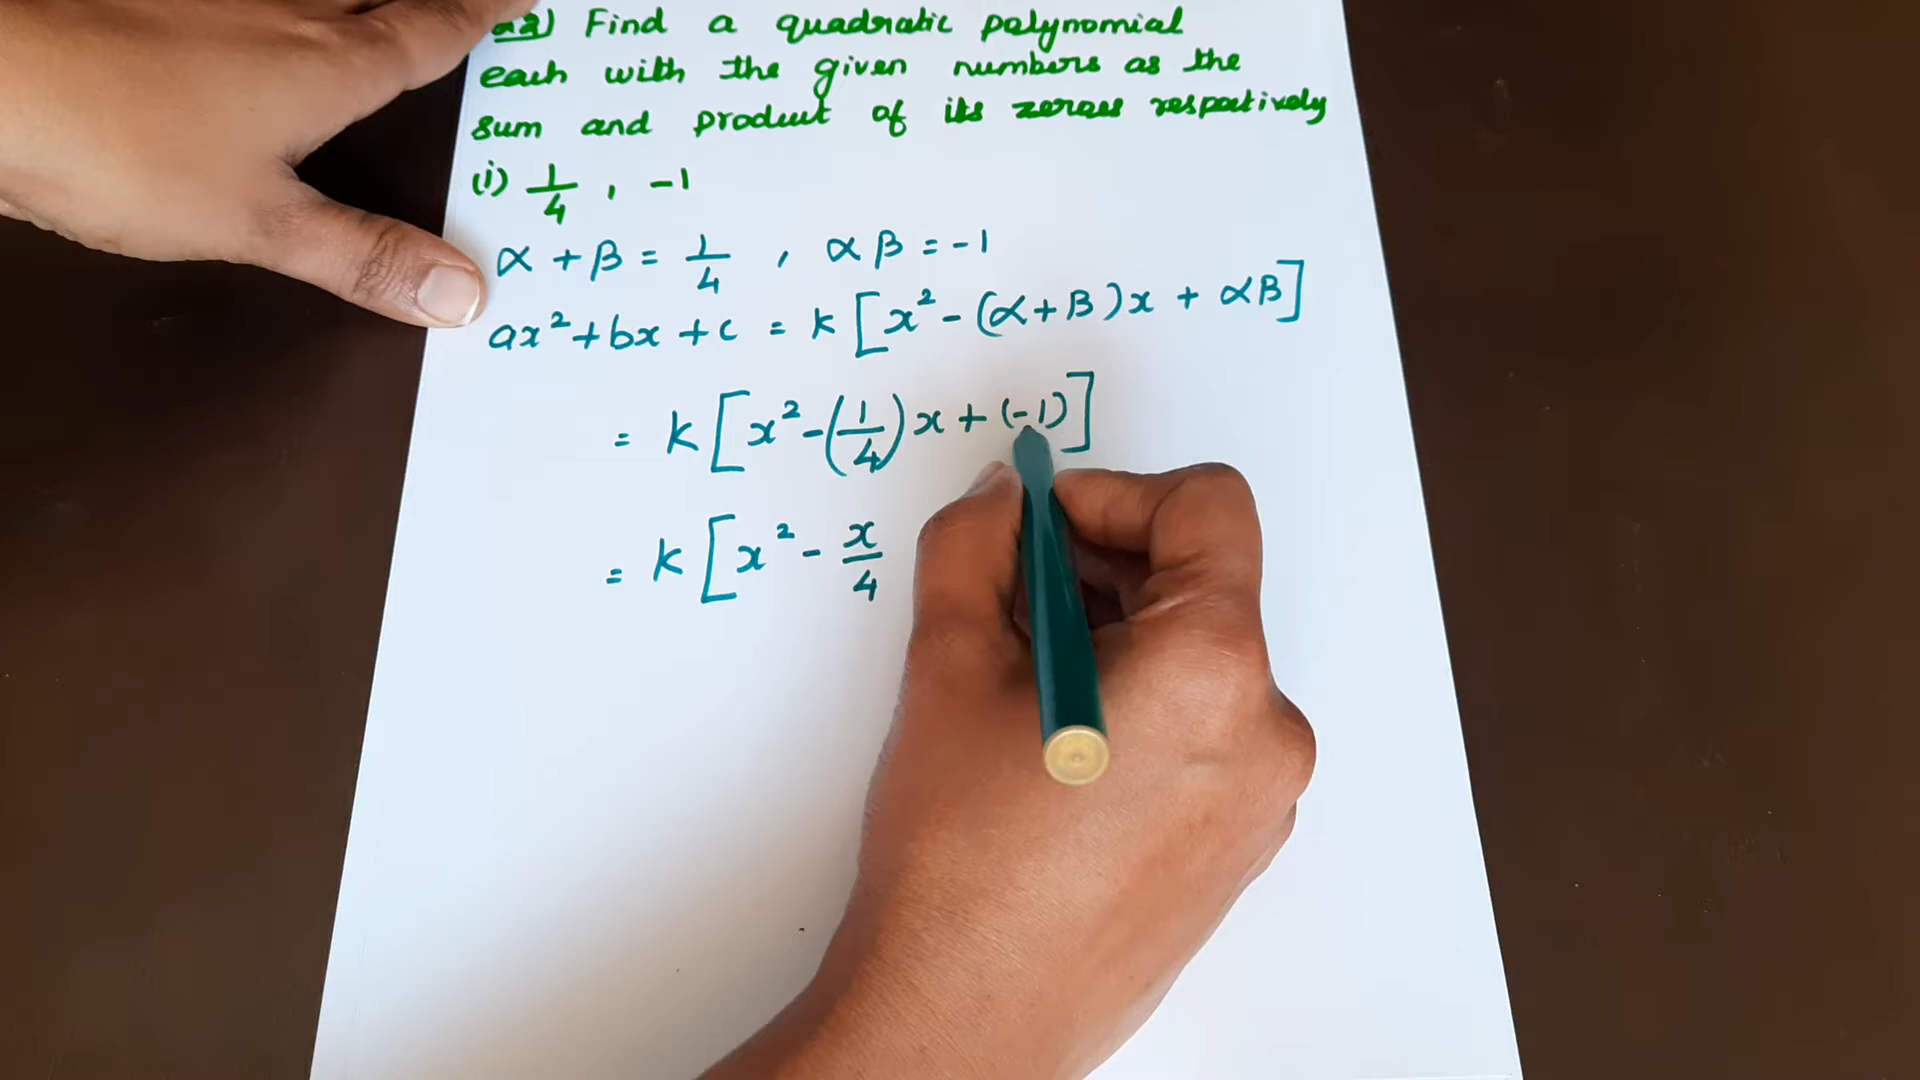 Q2) Find a quadratic polynomial
each with the given numbers as the
sum and product of its zeroes respectively
(i) 1/4 , -1
α + β = 1/4 , αβ = -1
ax² + bx + c = k [x² - (α + β)x + αβ]
= k [x² - (1/4)x + (-1)]
= k [x² - x/4